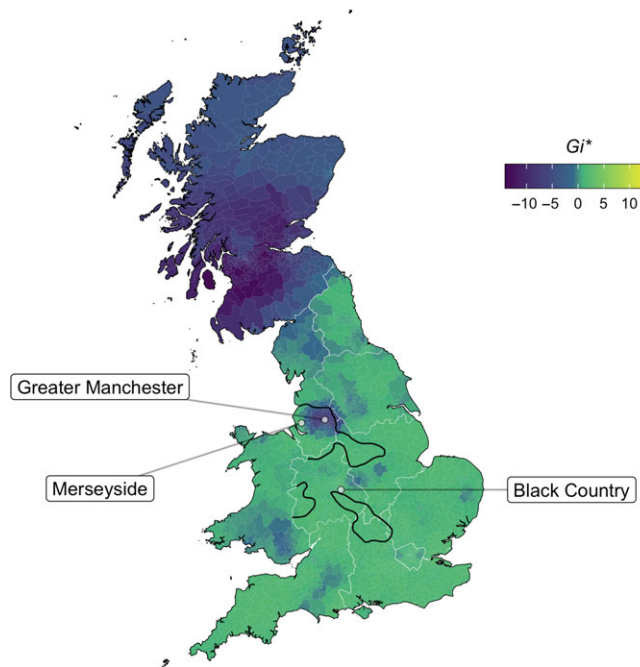 Gi*
−10 −5 0 5 10
Greater Manchester
Merseyside
Black Country